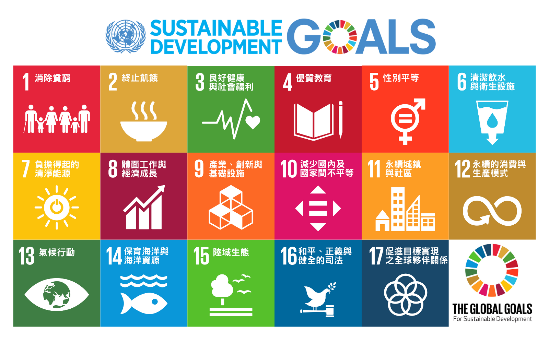 SUSTAINABLE
DEVELOPMENT
GOALS
1 消除貧窮
2 終止飢餓
3 良好健康
與社會福利
4 優質教育
5 性別平等
6 清潔飲水
與衛生設施
7 負擔得起的
清淨能源
8 體面工作與
經濟成長
9 產業、創新與
基礎設施
10 減少國內及
國家間不平等
11 永續城鎮
與社區
12 永續的消費與
生產模式
13 氣候行動
14 保育海洋與
海洋資源
15 陸域生態
16 和平、正義與
健全的司法
17 促進目標實現
之全球夥伴關係
THE GLOBAL GOALS
For Sustainable Development